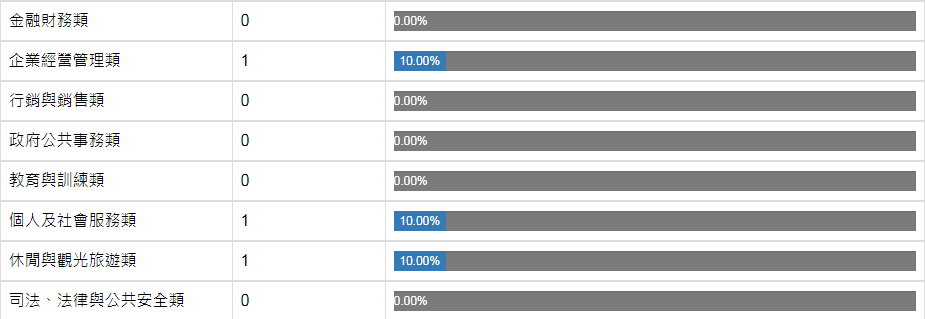 金融財務類 0 0.00%
企業經營管理類 1 10.00%
行銷與銷售類 0 0.00%
政府公共事務類 0 0.00%
教育與訓練類 0 0.00%
個人及社會服務類 1 10.00%
休閒與觀光旅遊類 1 10.00%
司法、法律與公共安全類 0 0.00%